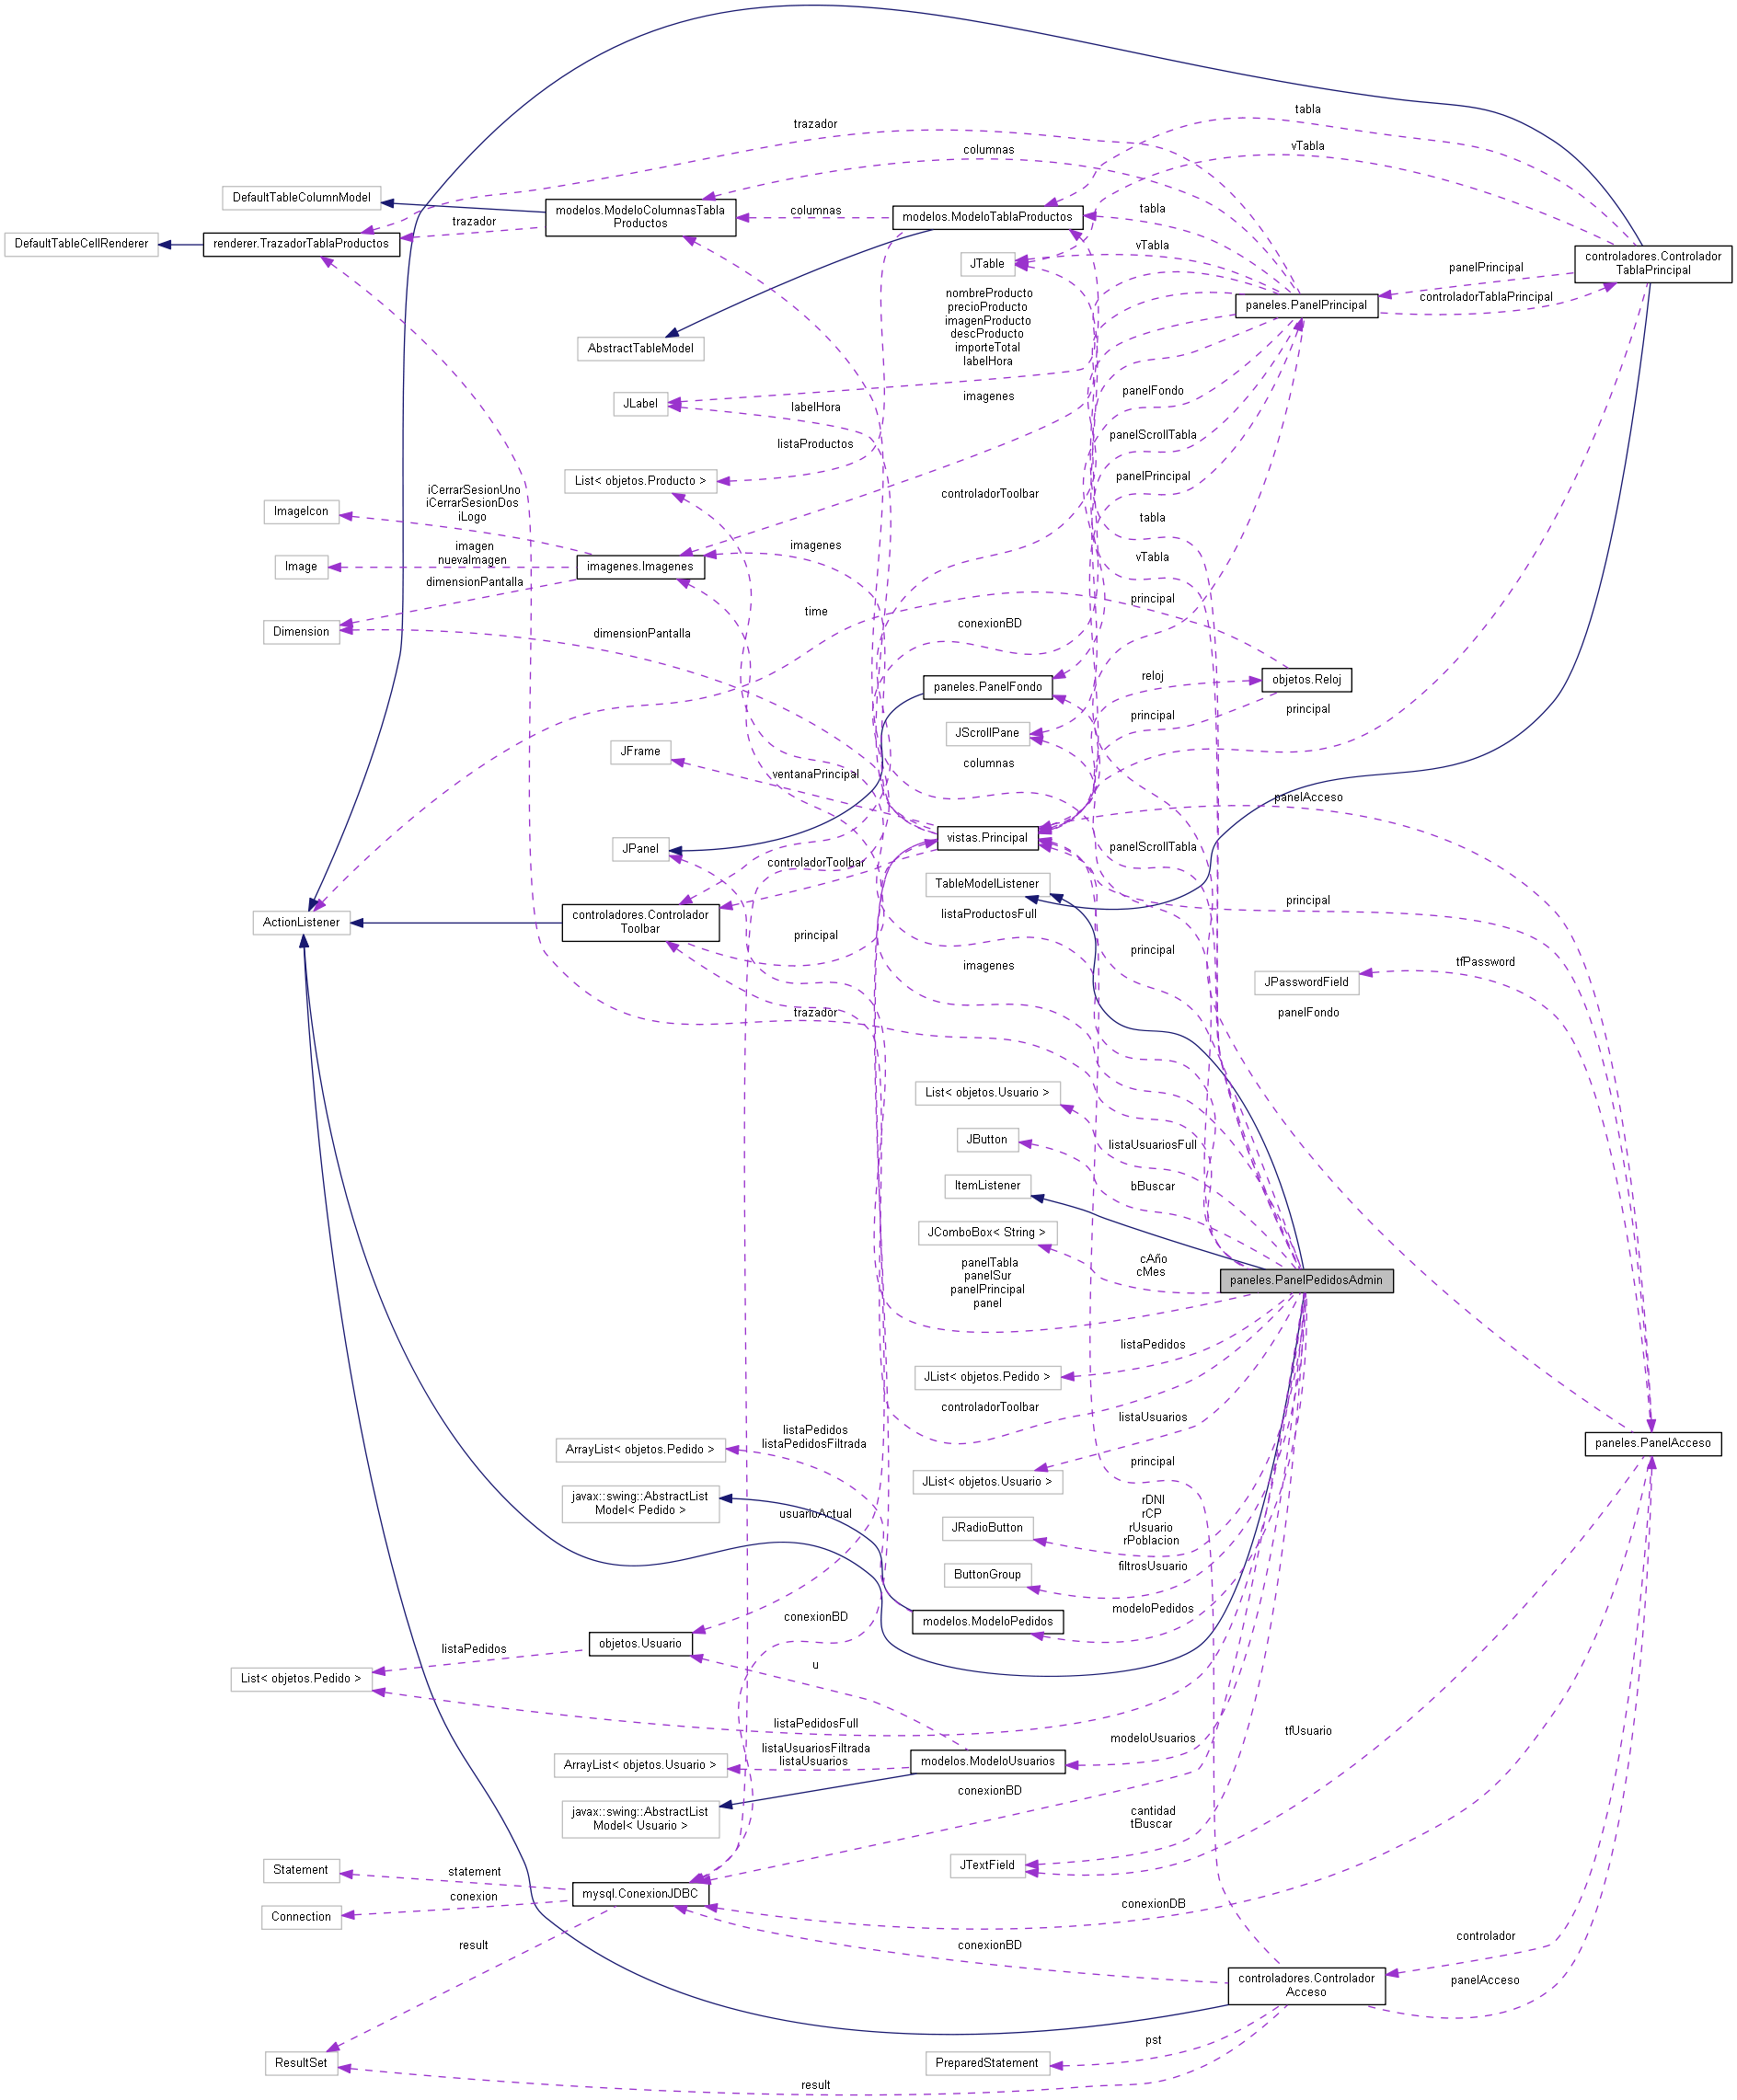 tabla
trazador
vTabla
columnas
DefaultTableColumnModel
modelos.ModeloColumnasTabla
Productos
columnas
modelos.ModeloTablaProductos
tabla
trazador
DefaultTableCellRenderer
renderer.TrazadorTablaProductos
vTabla
JTable
controladores.Controlador
TablaPrincipal
panelPrincipal
controladorTablaPrincipal
paneles.PanelPrincipal
nombreProducto
precioProducto
imagenProducto
descProducto
importeTotal
labelHora
AbstractTableModel
JLabel
labelHora
imagenes
panelFondo
listaProductos
panelScrollTabla
List< objetos.Producto >
panelPrincipal
iCerrarSesionUno
iCerrarSesionDos
iLogo
controladorToolbar
ImageIcon
tabla
imagen
nuevaImagen
imagenes
Image
imagenes.Imagenes
vTabla
dimensionPantalla
principal
time
Dimension
dimensionPantalla
conexionBD
paneles.PanelFondo
reloj
objetos.Reloj
principal
principal
JScrollPane
JFrame
columnas
ventanaPrincipal
panelAcceso
vistas.Principal
JPanel
panelScrollTabla
controladorToolbar
TableModelListener
principal
ActionListener
controladores.Controlador
Toolbar
listaProductosFull
principal
principal
imagenes
tfPassword
JPasswordField
trazador
panelFondo
List< objetos.Usuario >
JButton
listaUsuariosFull
ItemListener
bBuscar
JComboBox< String >
cAño
cMes
paneles.PanelPedidosAdmin
panelTabla
panelSur
panelPrincipal
panel
listaPedidos
JList< objetos.Pedido >
controladorToolbar
listaUsuarios
listaPedidos
listaPedidosFiltrada
ArrayList< objetos.Pedido >
paneles.PanelAcceso
principal
JList< objetos.Usuario >
javax::swing::AbstractList
Model< Pedido >
usuarioActual
rDNI
rCP
rUsuario
rPoblacion
JRadioButton
filtrosUsuario
ButtonGroup
modeloPedidos
conexionBD
modelos.ModeloPedidos
objetos.Usuario
listaPedidos
u
List< objetos.Pedido >
listaPedidosFull
tfUsuario
modeloUsuarios
listaUsuariosFiltrada
listaUsuarios
ArrayList< objetos.Usuario >
modelos.ModeloUsuarios
conexionBD
javax::swing::AbstractList
Model< Usuario >
cantidad
tBuscar
Statement
statement
JTextField
mysql.ConexionJDBC
conexion
Connection
conexionDB
result
conexionBD
controlador
controladores.Controlador
Acceso
panelAcceso
pst
ResultSet
PreparedStatement
result